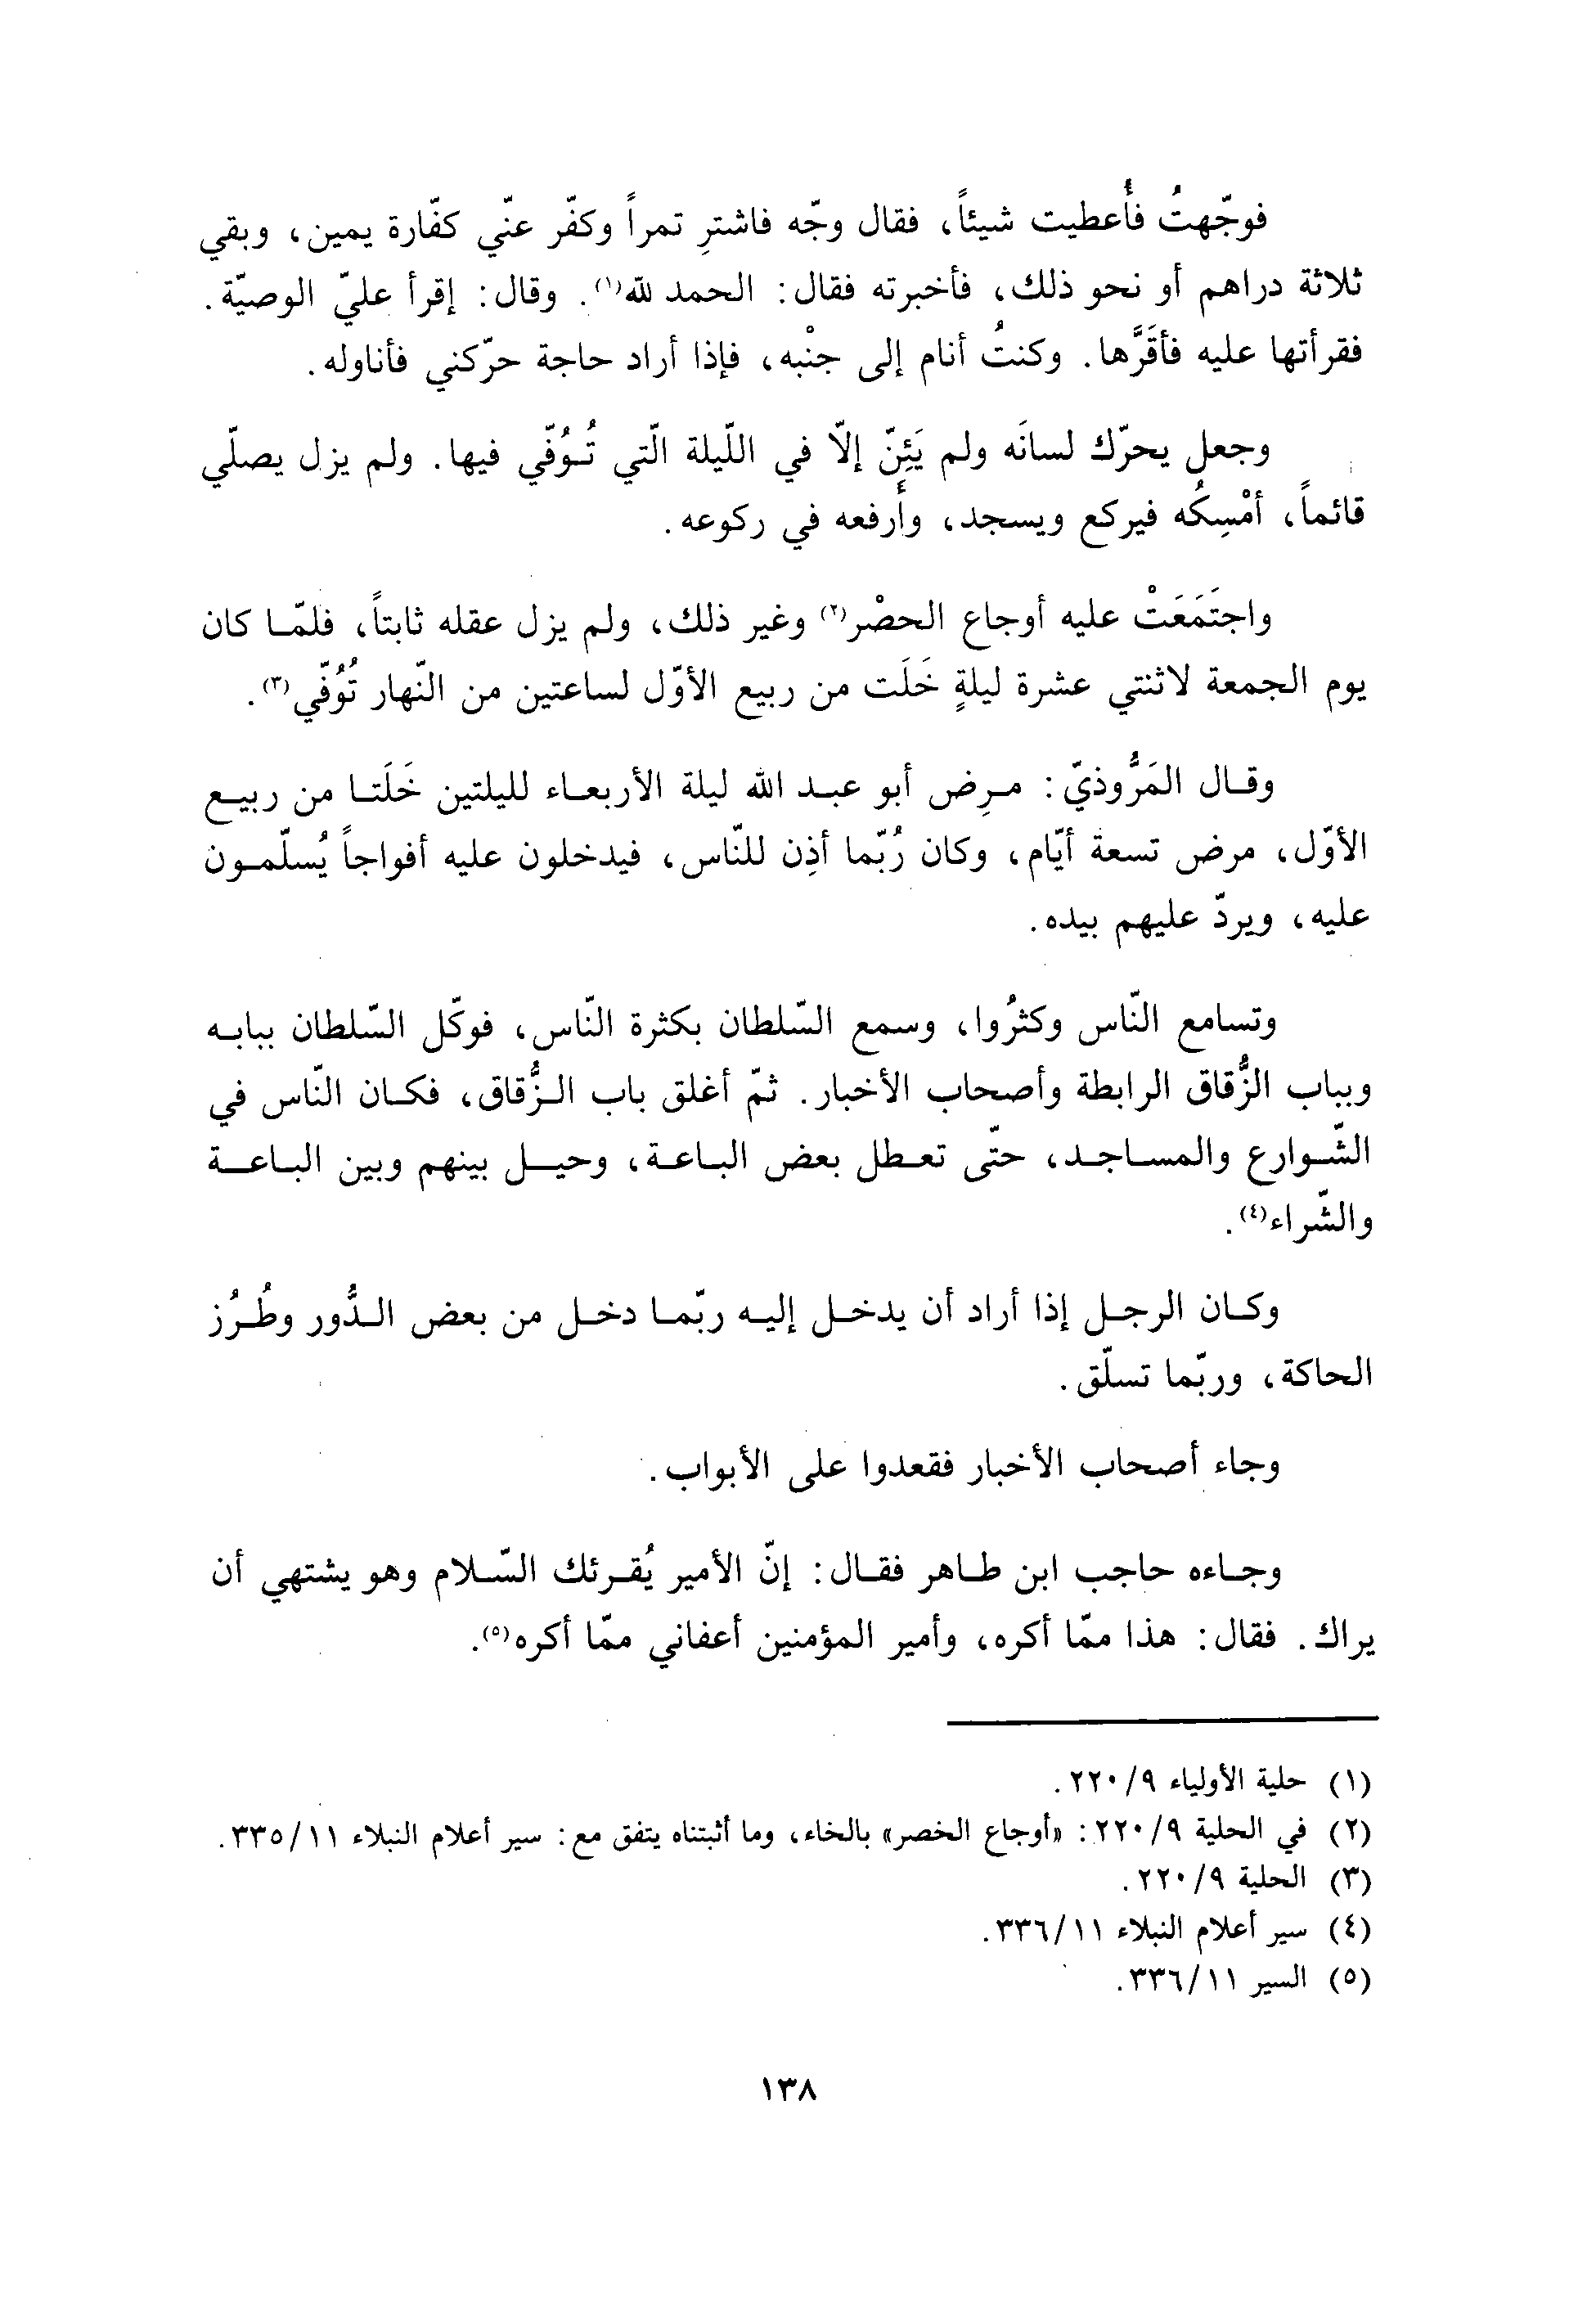 فوجّهتُ فأُعطيت شيئاً، فقال وجّه فاشترِ تمراً وكفّر عنّي كفّارة يمين، وبقي
ثلاثة دراهم أو نحو ذلك، فأخبرته فقال: الحمد لله(١). وقال: إقرأ عليّ الوصيّة.
فقرأتها عليه فأقَرَّها. وكنتُ أنام إلى جنْبه، فإذا أراد حاجة حرّكني فأناوله.
وجعل يحرّك لسانَه ولم يَئِنّ إلّا في اللّيلة الّتي تُوُفّي فيها. ولم يزل يصلّي
قائماً، أمْسِكُه فيركع ويسجد، وأَرفعه في ركوعه.
واجتَمَعَتْ عليه أوجاع الحصْر(٢) وغير ذلك، ولم يزل عقله ثابتاً، فلمّا كان
يوم الجمعة لاثنتي عشرة ليلةٍ خَلَت من ربيع الأوّل لساعتين من النّهار تُوُفّي(٣).
وقال المَرُّوذيّ: مرِض أبو عبد الله ليلة الأربعاء لليلتين خَلَتا من ربيع
الأوّل، مرض تسعة أيّام، وكان رُبّما أذِن للنّاس، فيدخلون عليه أفواجاً يُسلّمون
عليه، ويردّ عليهم بيده.
وتسامع النّاس وكثرُوا، وسمع السّلطان بكثرة النّاس، فوكّل السّلطان ببابه
وبباب الزُّقاق الرابطة وأصحاب الأخبار. ثمّ أغلق باب الزُّقاق، فكان النّاس في
الشّوارع والمساجد، حتّى تعطل بعض الباعة، وحيل بينهم وبين الباعة
والشّراء(٤).
وكان الرجل إذا أراد أن يدخل إليه ربّما دخل من بعض الدُّور وطُرُز
الحاكة، وربّما تسلّق.
وجاء أصحاب الأخبار فقعدوا على الأبواب.
وجاءه حاجب ابن طاهر فقال: إنّ الأمير يُقرئك السّلام وهو يشتهي أن
يراك. فقال: هذا ممّا أكره، وأمير المؤمنين أعفاني ممّا أكره(٥).
(١) حلية الأولياء ٩/٢٢٠.
(٢) في الحلية ٩/٢٢٠: «أوجاع الخصر» بالخاء، وما أثبتناه يتفق مع: سير أعلام النبلاء ١١/٣٣٥.
(٣) الحلية ٩/٢٢٠.
(٤) سير أعلام النبلاء ١١/٣٣٦.
(٥) السير ١١/٣٣٦.
١٣٨